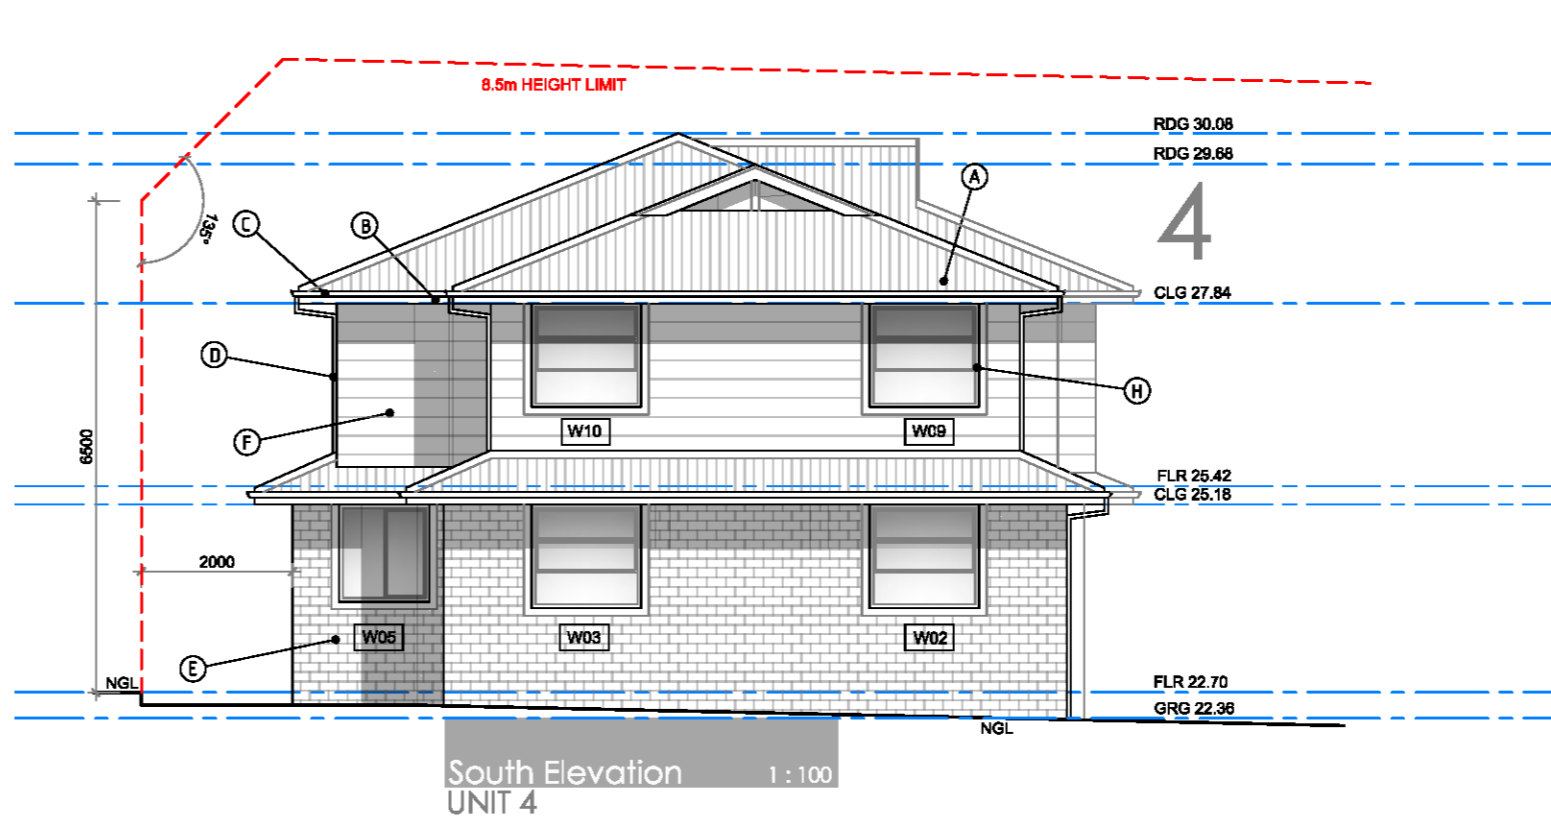 8.5m HEIGHT LIMIT
RDG 30.08
RDG 29.68
A
4
C
B
135°
CLG 27.84
D
H
F
W10
W09
6500
FLR 25.42
CLG 25.18
2000
W05
W03
W02
E
NGL
FLR 22.70
GRG 22.36
NGL
South Elevation 1 : 100
UNIT 4